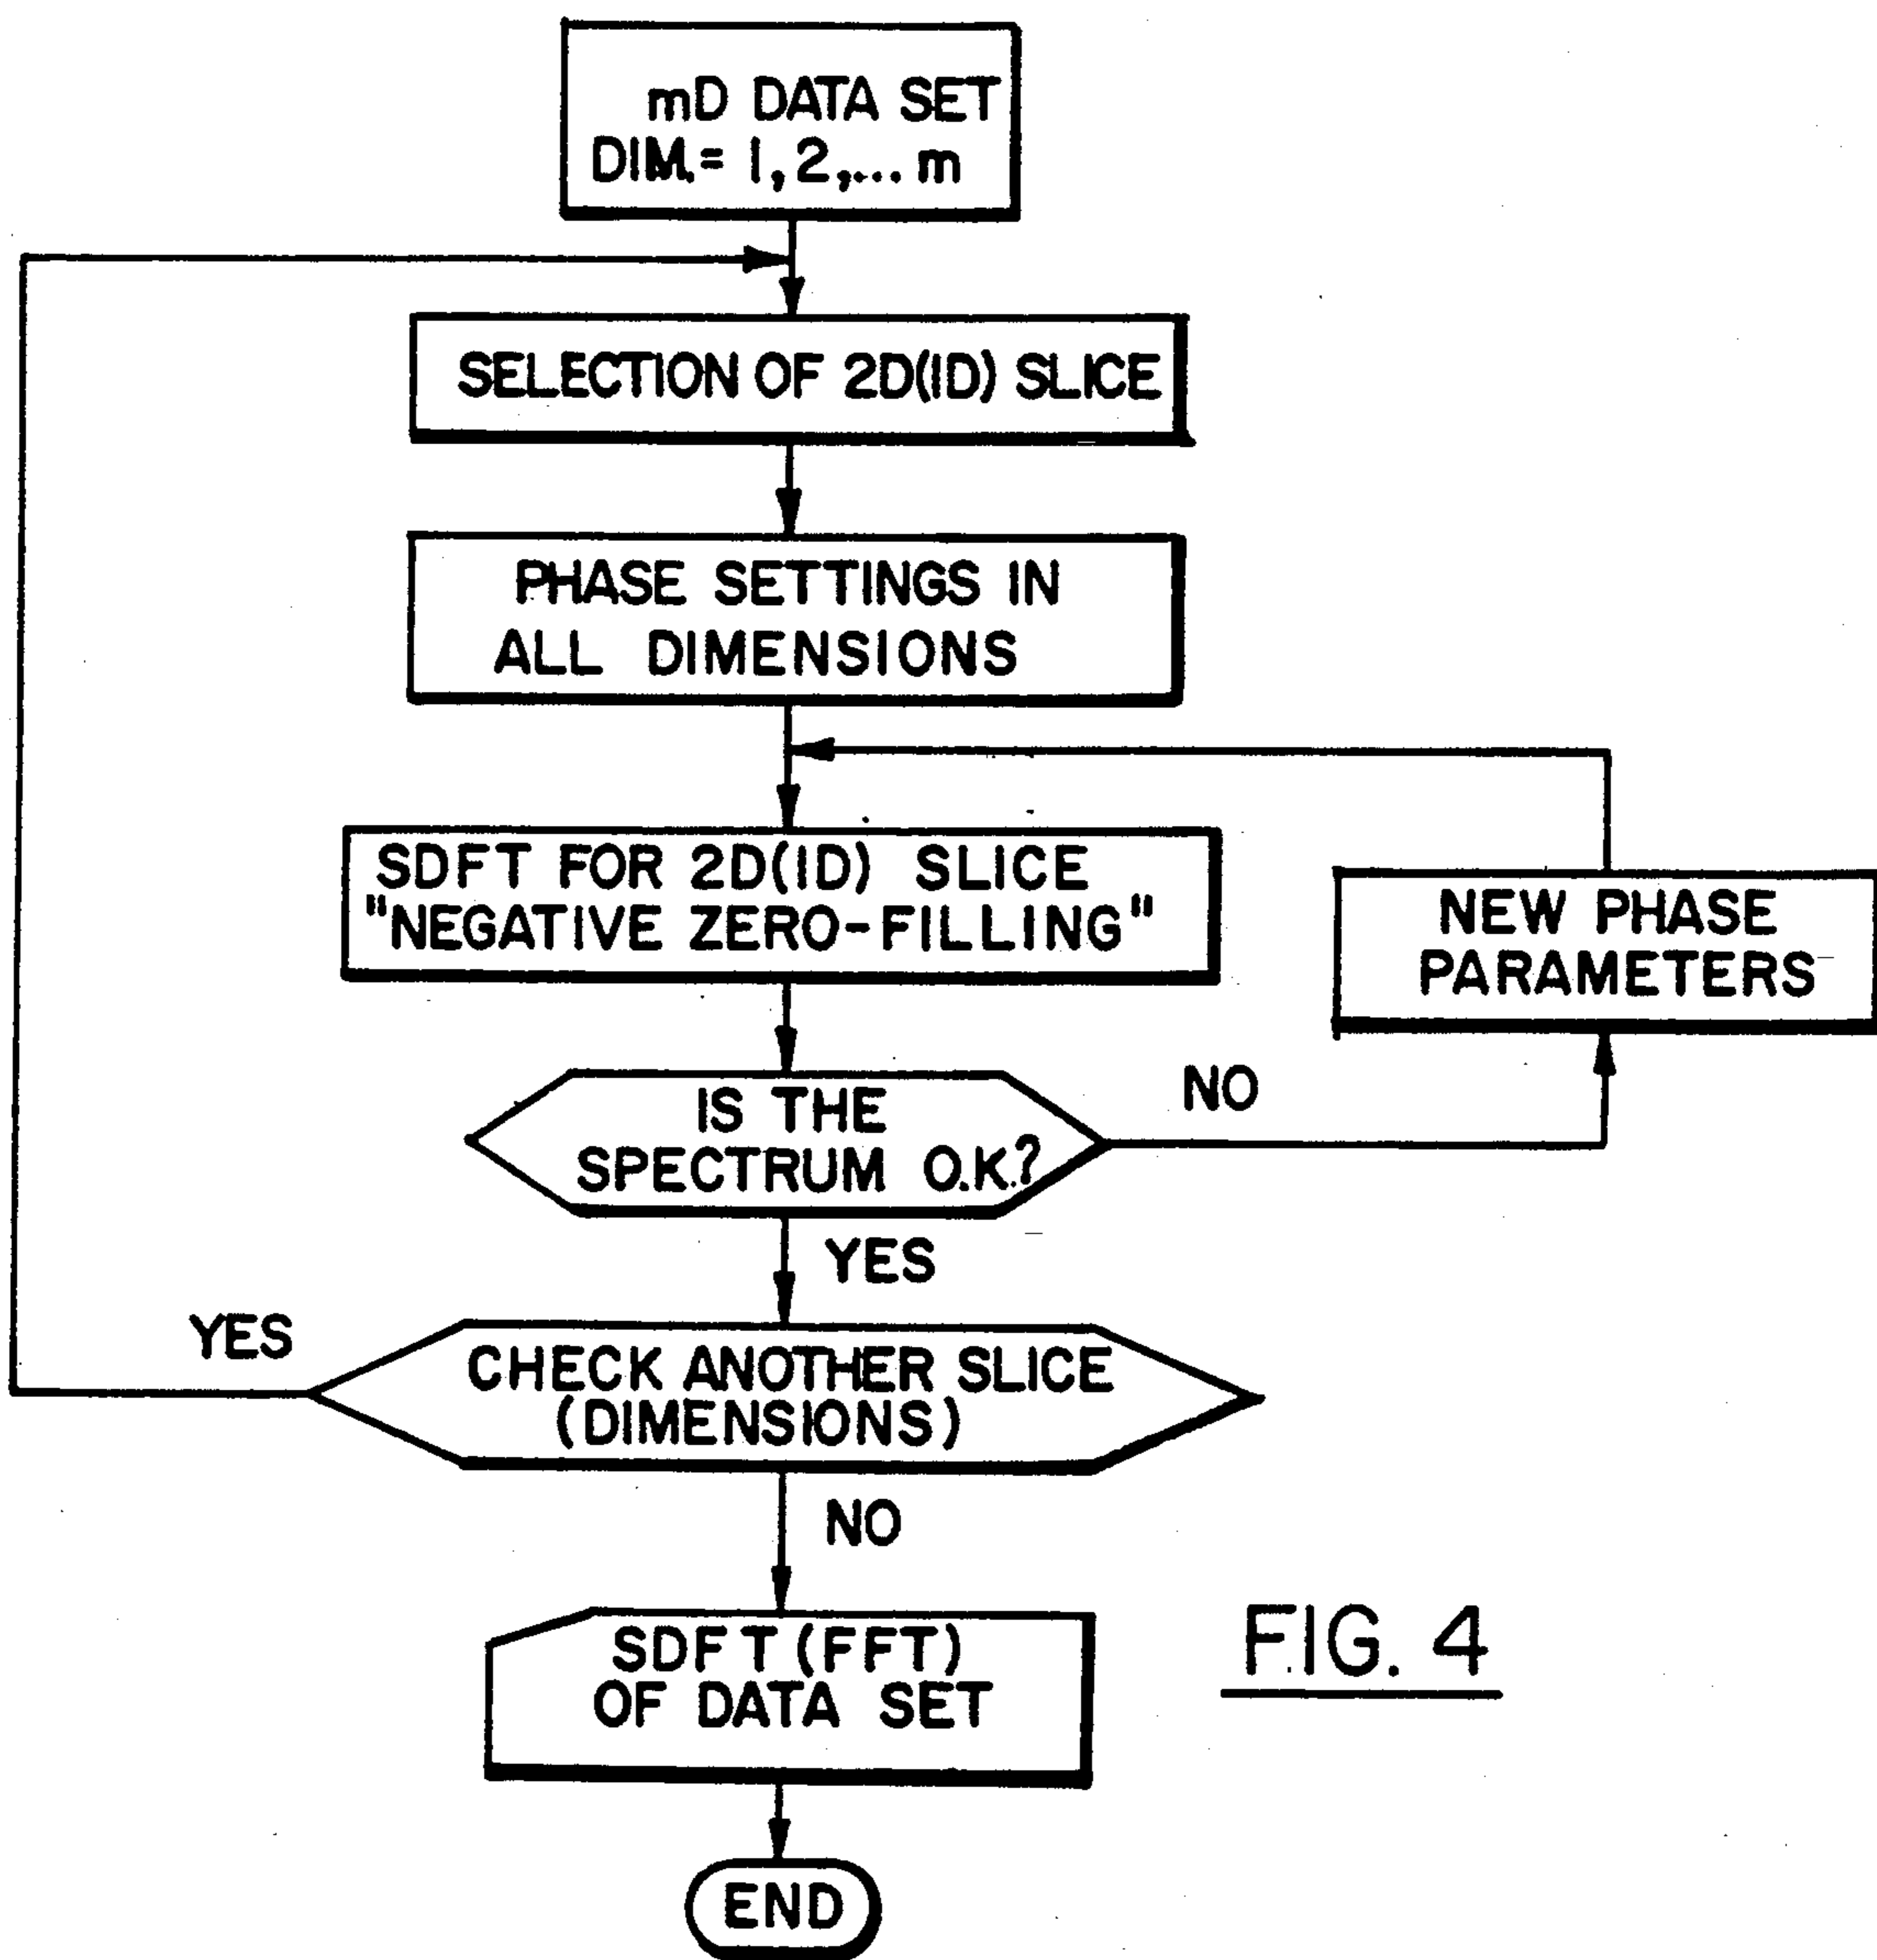 mD DATA SET
DIM.= 1, 2,... m
SELECTION OF 2D(1D) SLICE
PHASE SETTINGS IN
ALL DIMENSIONS
SDFT FOR 2D(1D) SLICE
"NEGATIVE ZERO-FILLING"
NEW PHASE
PARAMETERS
IS THE
SPECTRUM O.K.?
NO
YES
YES
CHECK ANOTHER SLICE
(DIMENSIONS)
NO
SDFT (FFT)
OF DATA SET
FIG. 4
END